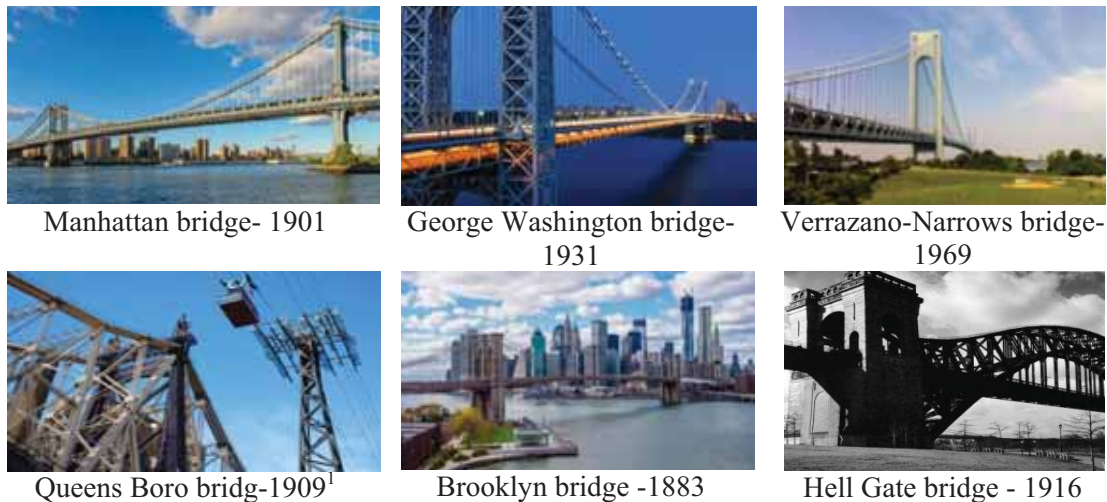 Manhattan bridge- 1901
George Washington bridge-
1931
Verrazano-Narrows bridge-
1969
Queens Boro bridg-1909¹
Brooklyn bridge -1883
Hell Gate bridge - 1916